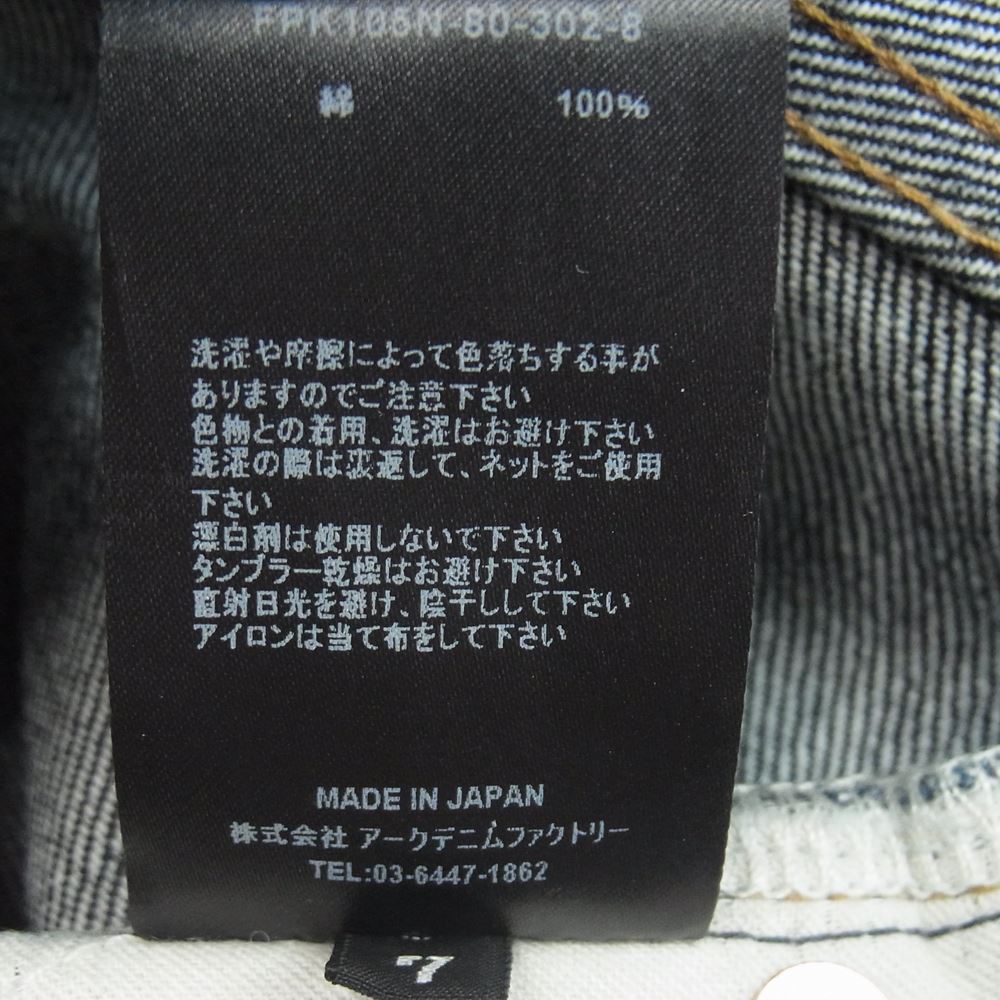 FPK106N-80-302-8
綿 100%
洗濯や摩擦によって色落ちする事が
ありますのでご注意下さい
色物との着用、洗濯はお避け下さい
洗濯の際は裏返して、ネットをご使用
下さい
漂白剤は使用しないで下さい
タンブラー乾燥はお避け下さい
直射日光を避け、陰干しして下さい
アイロンは当て布をして下さい
MADE IN JAPAN
株式会社 アークデニムファクトリー
TEL:03-6447-1862
7